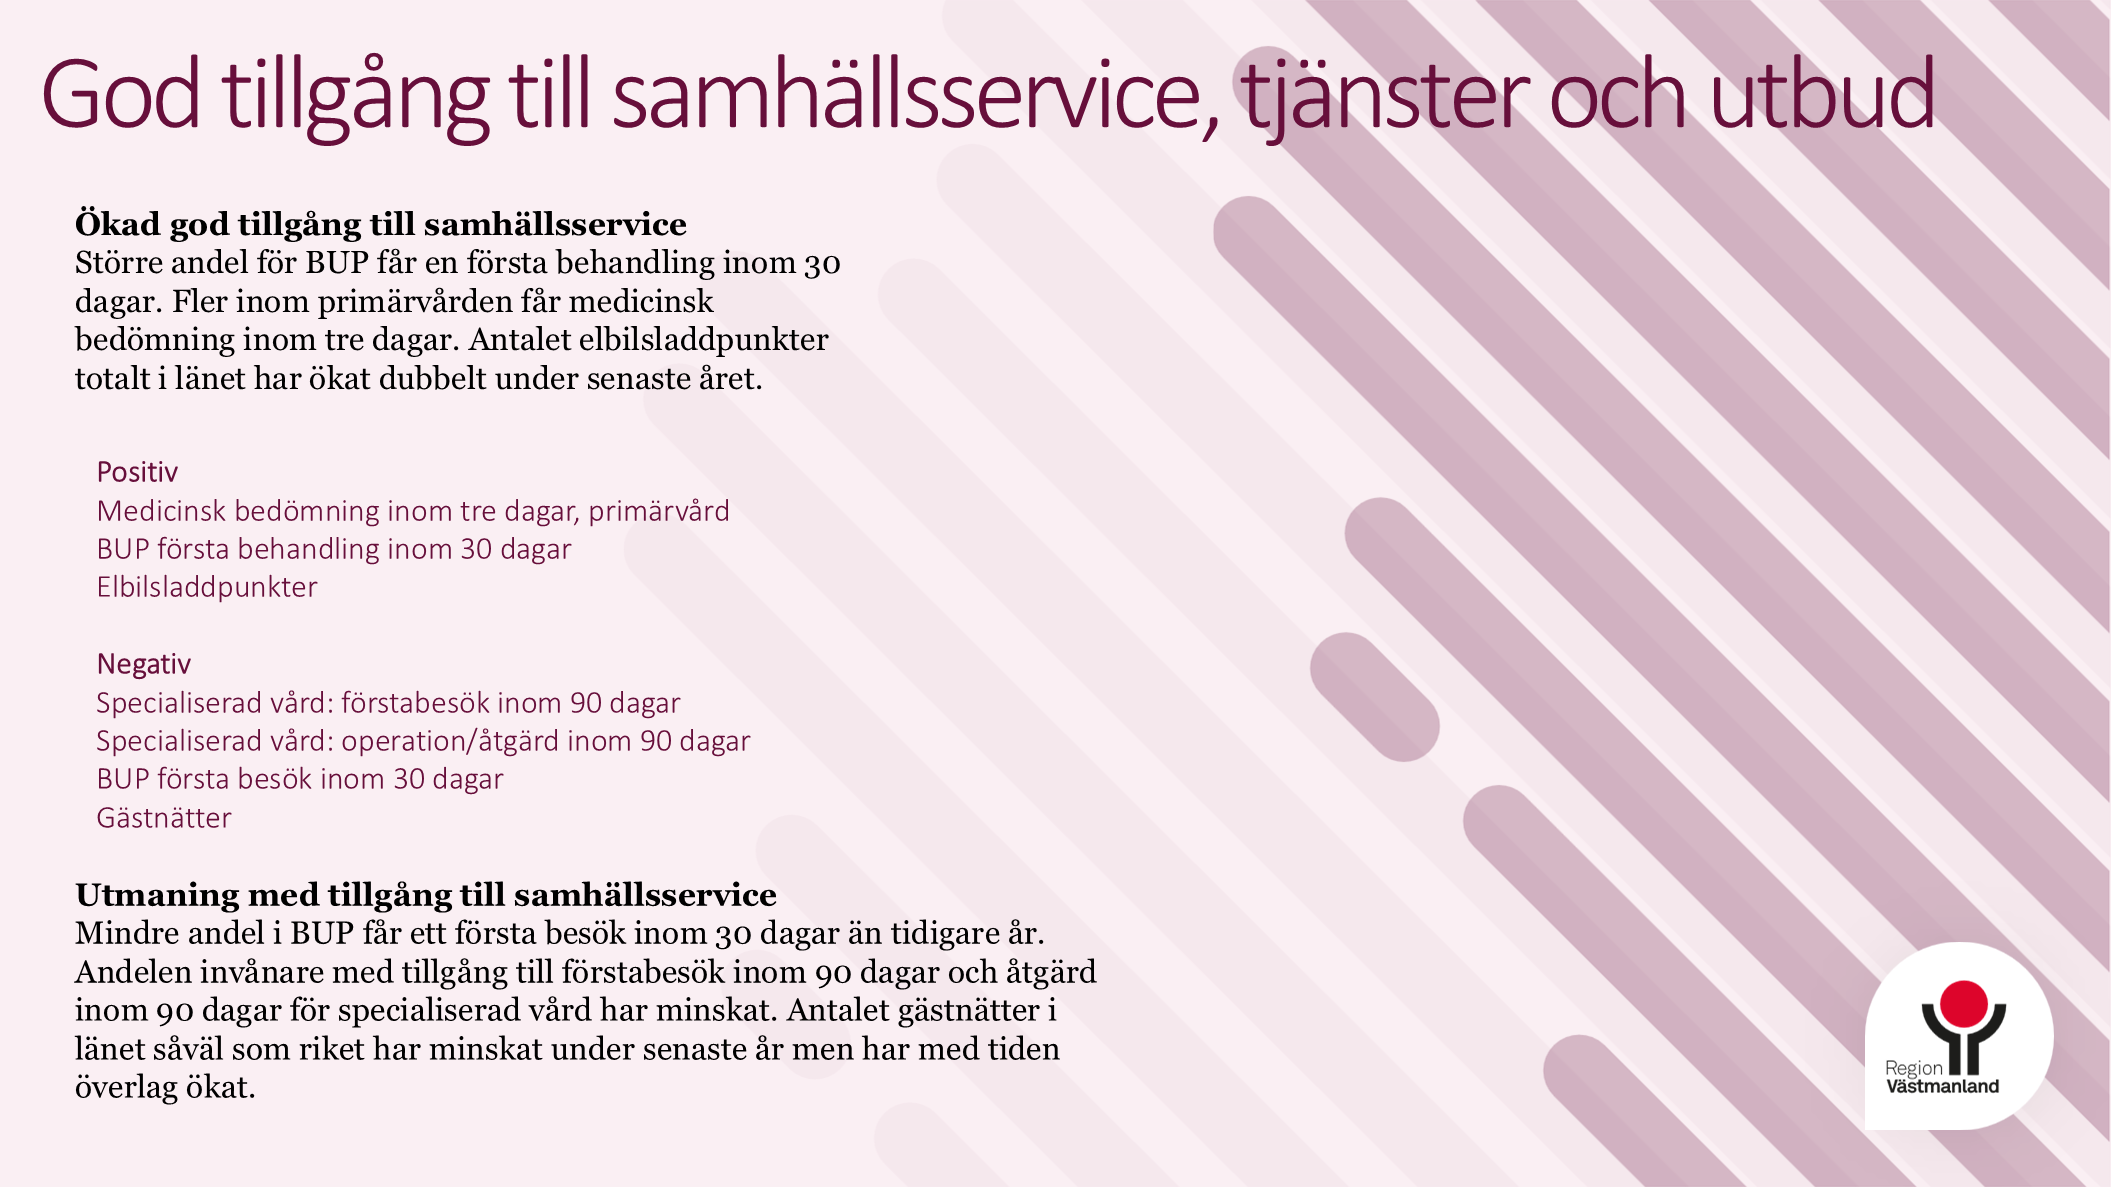 God tillgång till samhällsservice, tjänster och utbud
Ökad god tillgång till samhällsservice
Större andel för BUP får en första behandling inom 30
dagar. Fler inom primärvården får medicinsk
bedömning inom tre dagar. Antalet elbilsladdpunkter
totalt i länet har ökat dubbelt under senaste året.
Positiv
Medicinsk bedömning inom tre dagar, primärvård
BUP första behandling inom 30 dagar
Elbilsladdpunkter
Negativ
Specialiserad vård: förstabesök inom 90 dagar
Specialiserad vård: operation/åtgärd inom 90 dagar
BUP första besök inom 30 dagar
Gästnätter
Utmaning med tillgång till samhällsservice
Mindre andel i BUP får ett första besök inom 30 dagar än tidigare år.
Andelen invånare med tillgång till förstabesök inom 90 dagar och åtgärd
inom 90 dagar för specialiserad vård har minskat. Antalet gästnätter i
länet såväl som riket har minskat under senaste år men har med tiden
överlag ökat.
Region
Västmanland